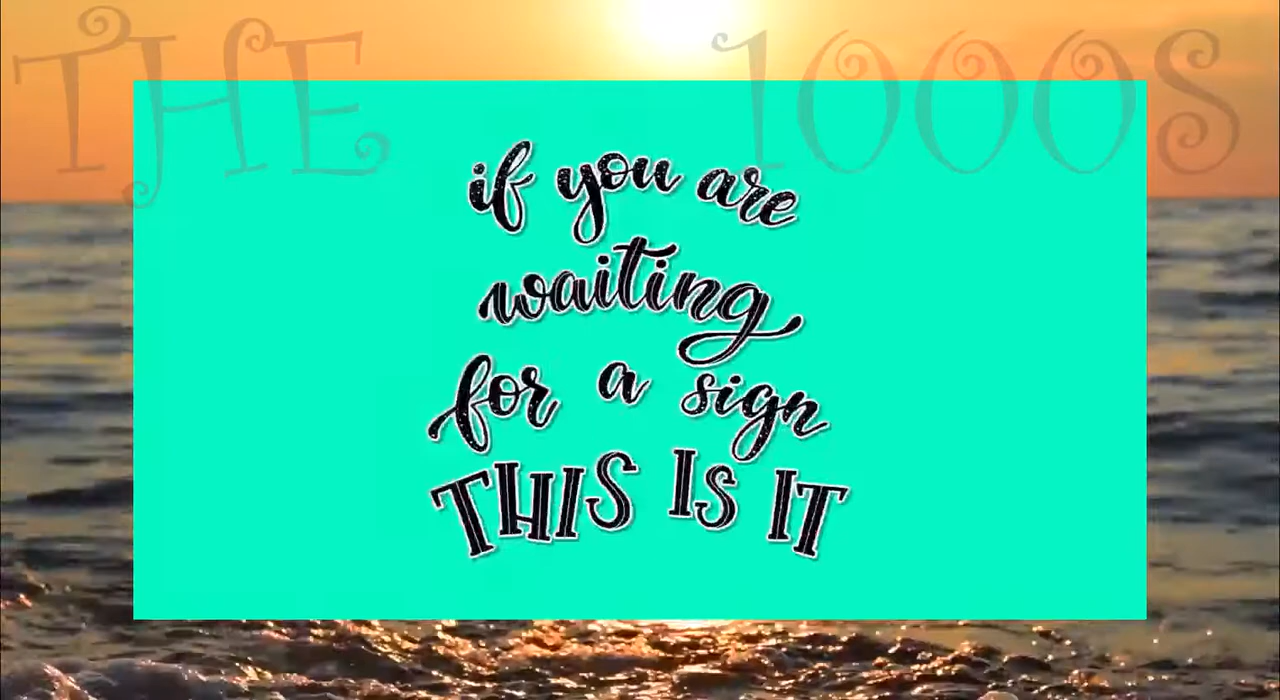 THE 1000S
if you are
waiting
for a sign
THIS IS IT